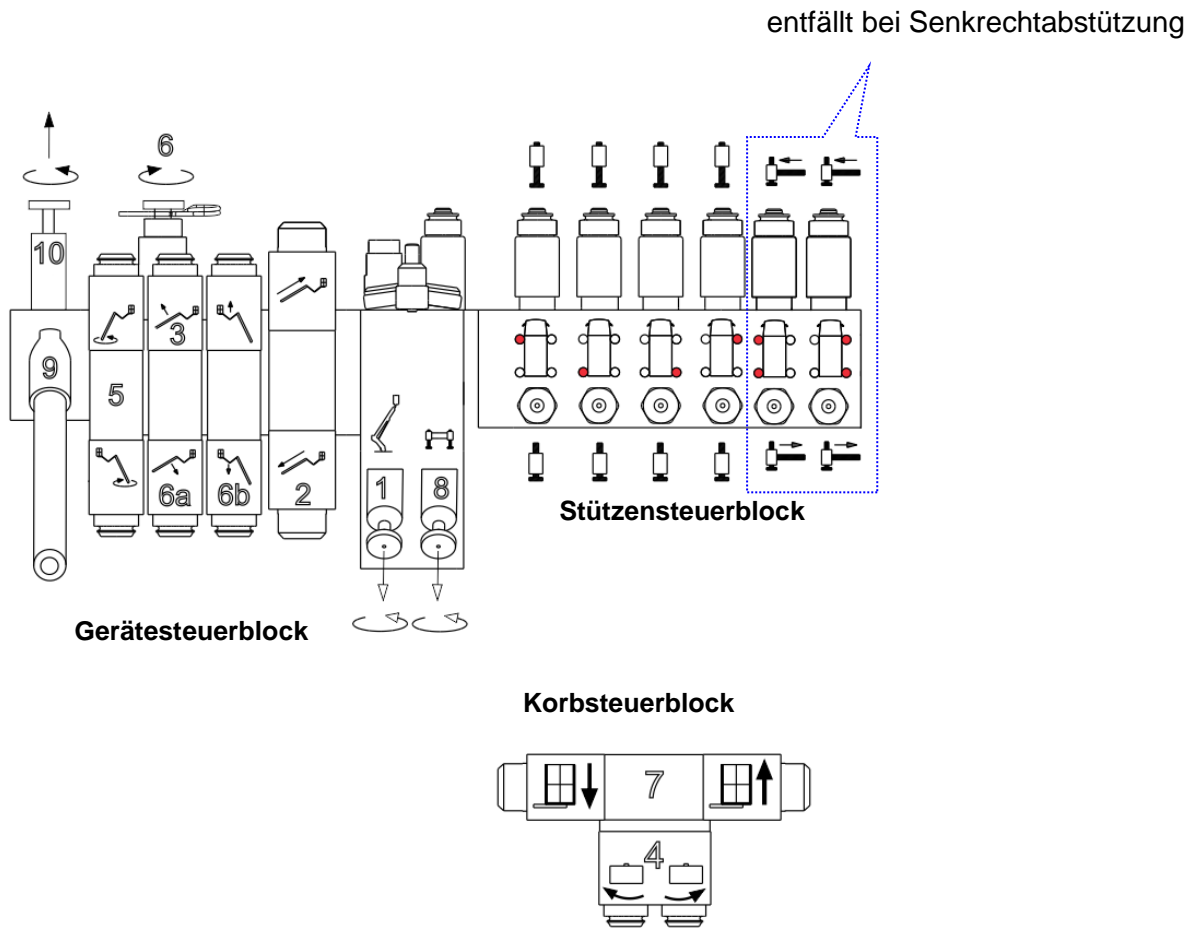 entfällt bei Senkrechtabstützung
6
10
3
9
5
6a
6b
2
1
8
Stützensteuerblock
Gerätesteuerblock
Korbsteuerblock
7
4